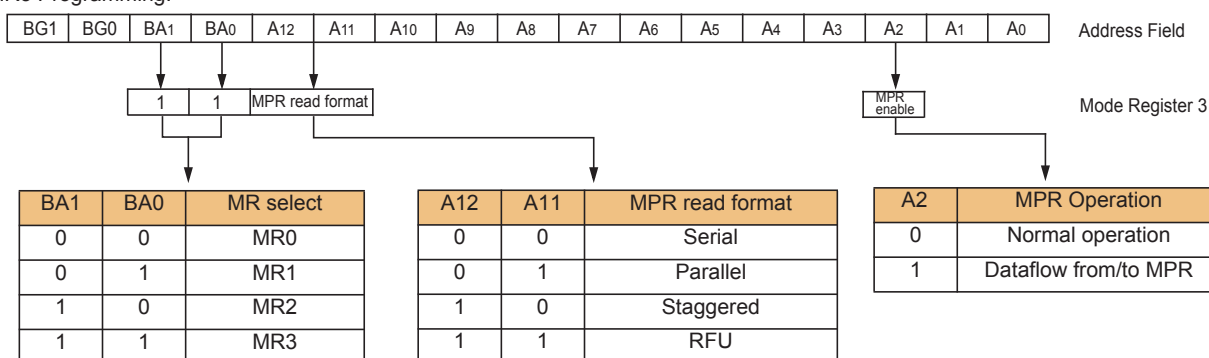 Programming:
BG1 BG0 BA1 BA0 A12 A11 A10 A9 A8 A7 A6 A5 A4 A3 A2 A1 A0 Address Field
1 1 MPR read format MPR enable Mode Register 3
BA1 BA0 MR select
0 0 MR0
0 1 MR1
1 0 MR2
1 1 MR3
A12 A11 MPR read format
0 0 Serial
0 1 Parallel
1 0 Staggered
1 1 RFU
A2 MPR Operation
0 Normal operation
1 Dataflow from/to MPR